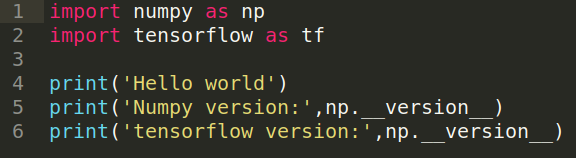 1 import numpy as np
2 import tensorflow as tf
3
4 print('Hello world')
5 print('Numpy version:',np.__version__)
6 print('tensorflow version:',np.__version__)